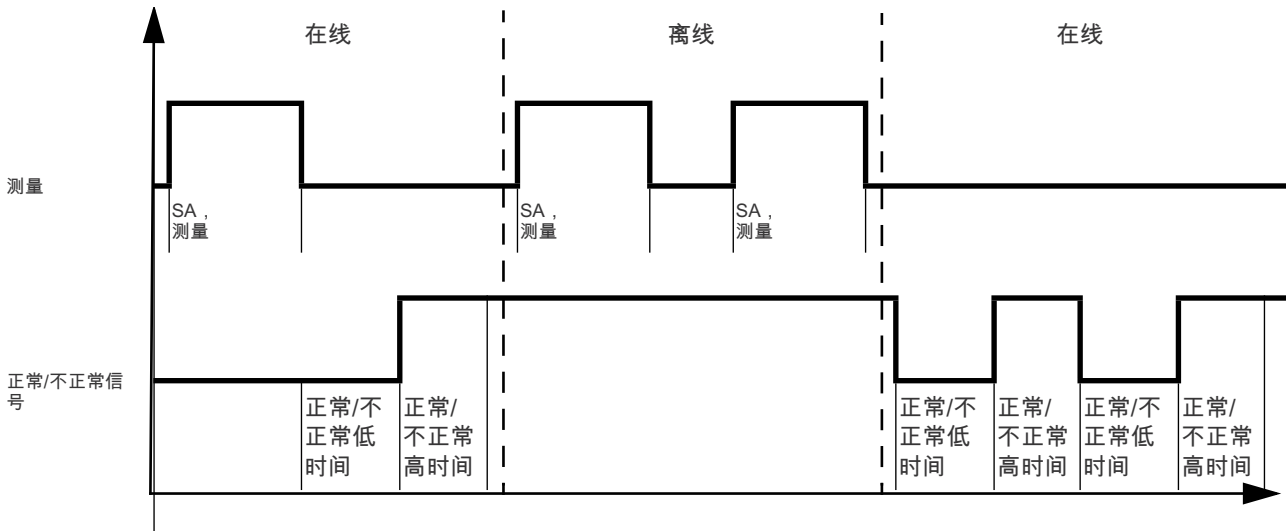 在线
离线
在线
测量
SA，
测量
SA，
测量
SA，
测量
正常/不正常信
号
正常/不
正常低
时间
正常/
不正常
高时间
正常/不
正常低
时间
正常/
不正常
高时间
正常/不
正常低
时间
正常/
不正常
高时间